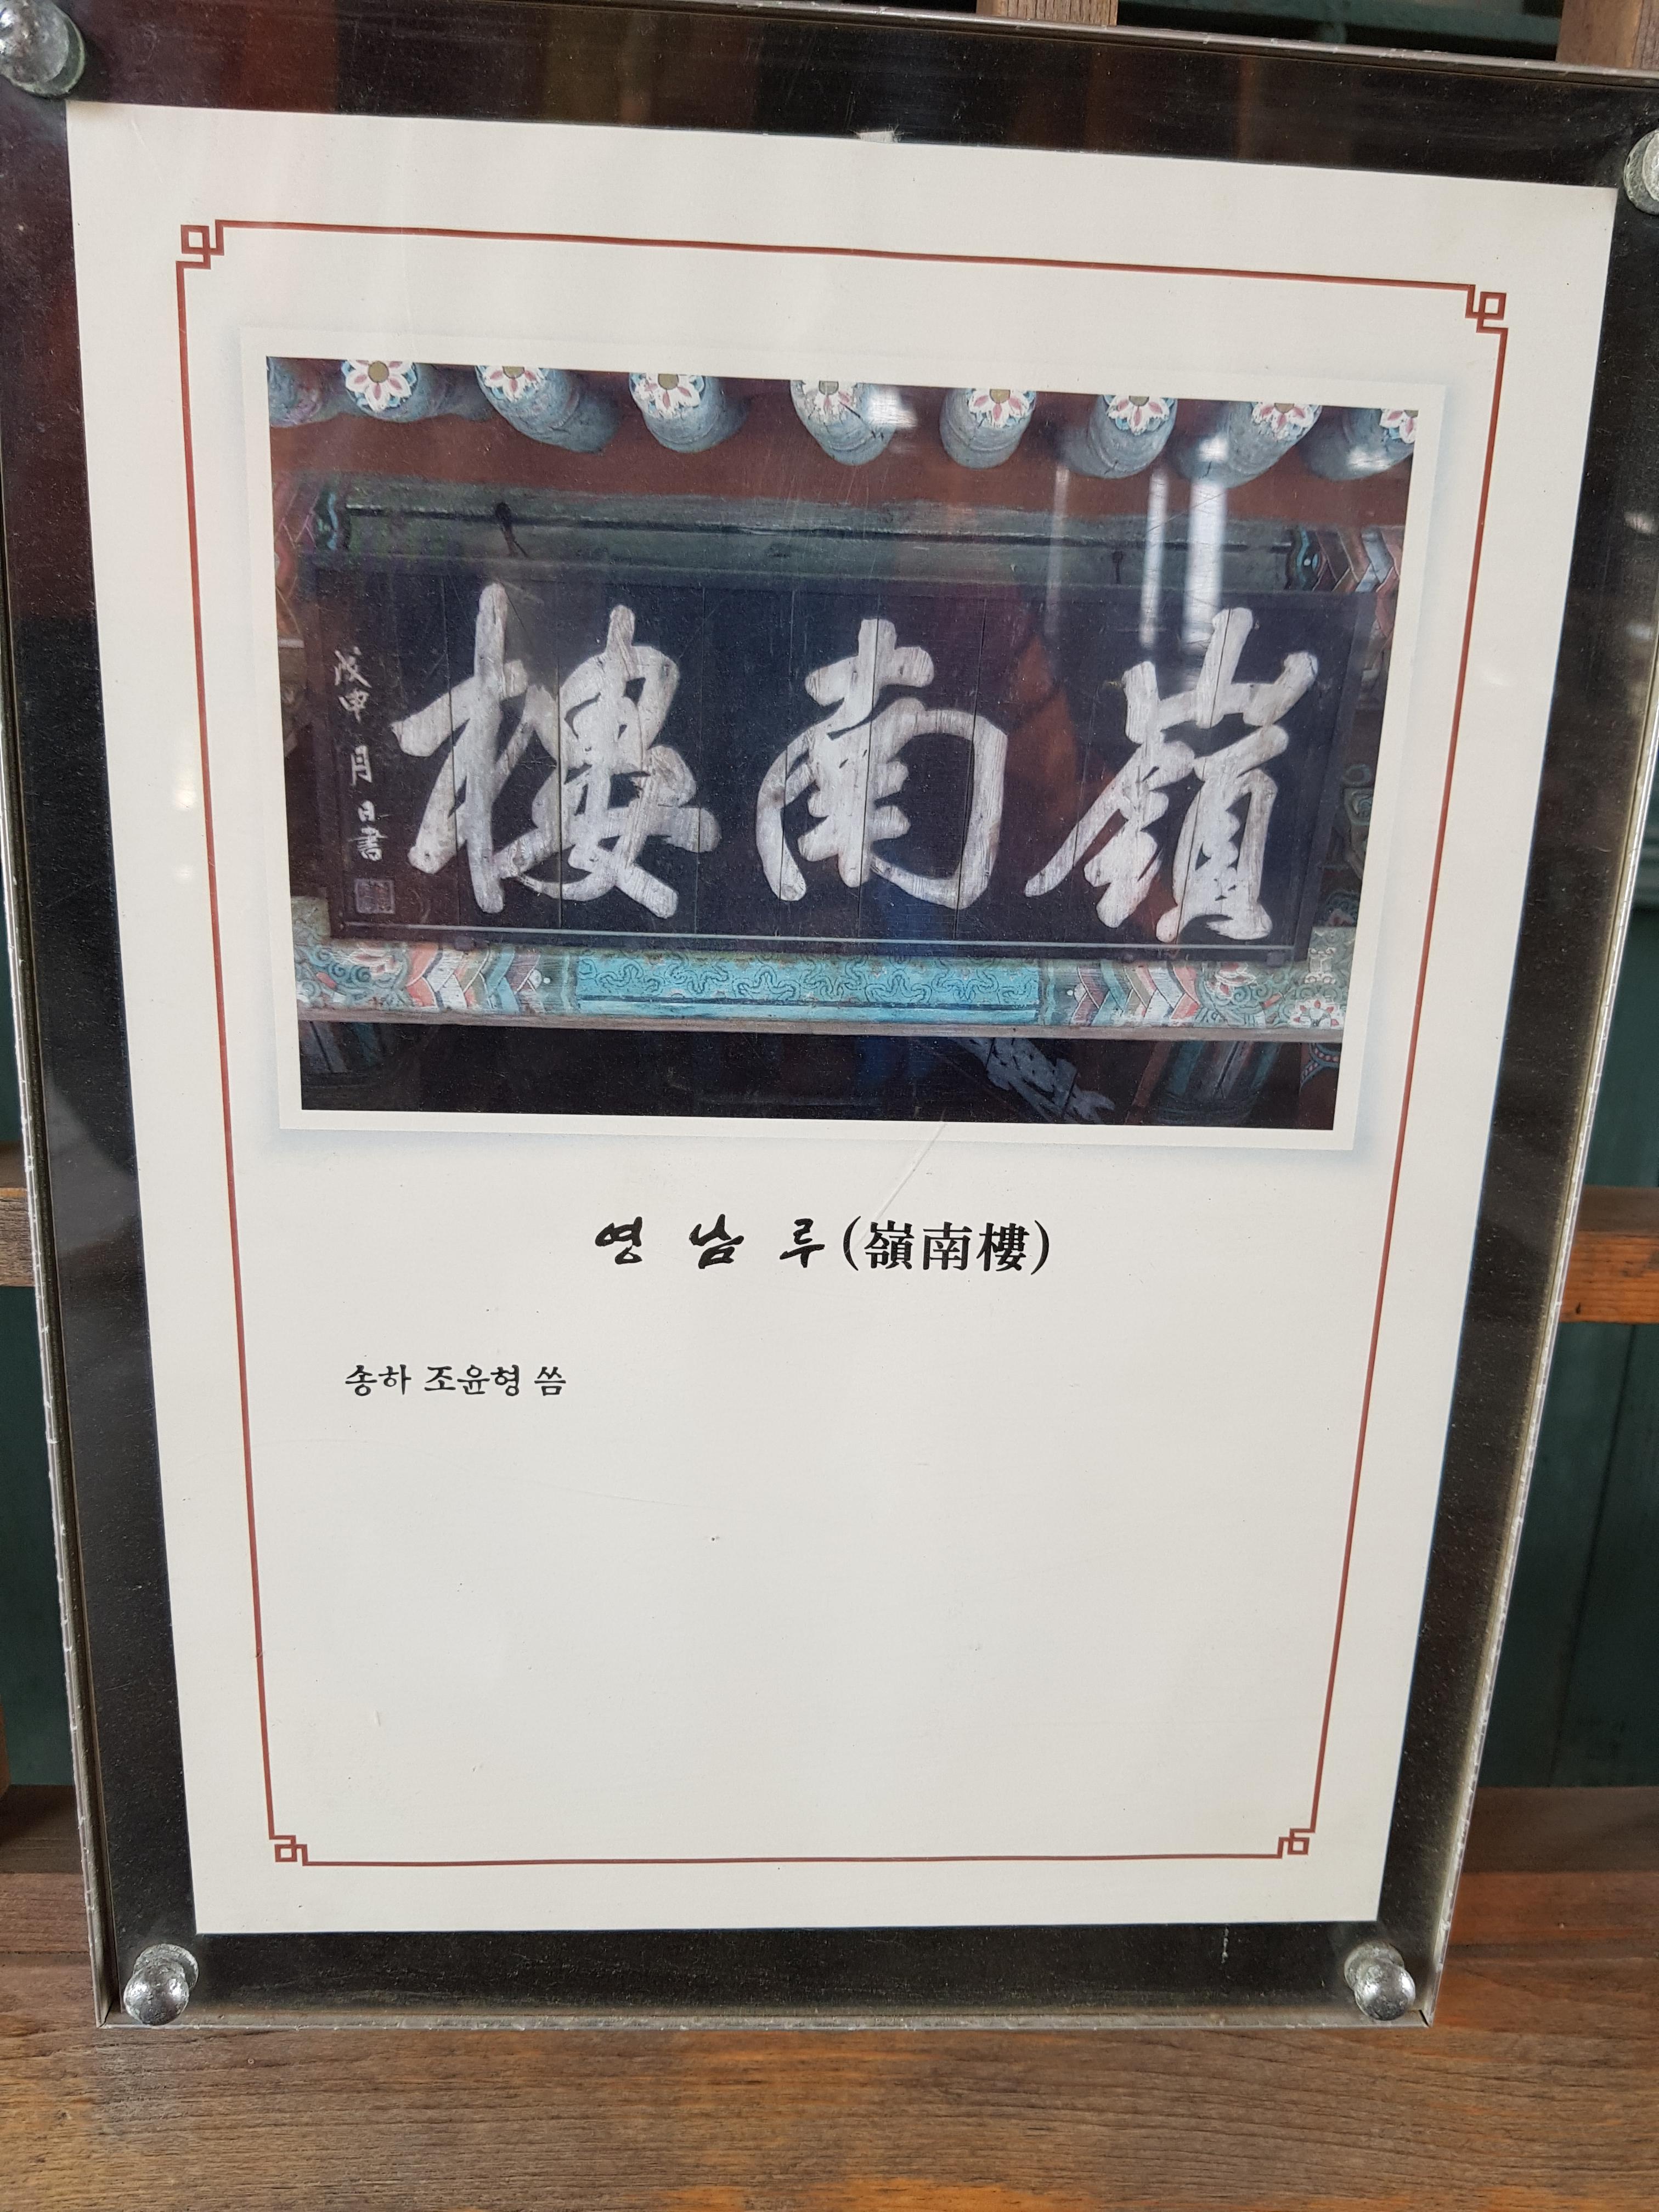 嶺南樓
戊申 月 日 書
영 남 루 (嶺南樓)
송하 조윤형 씀